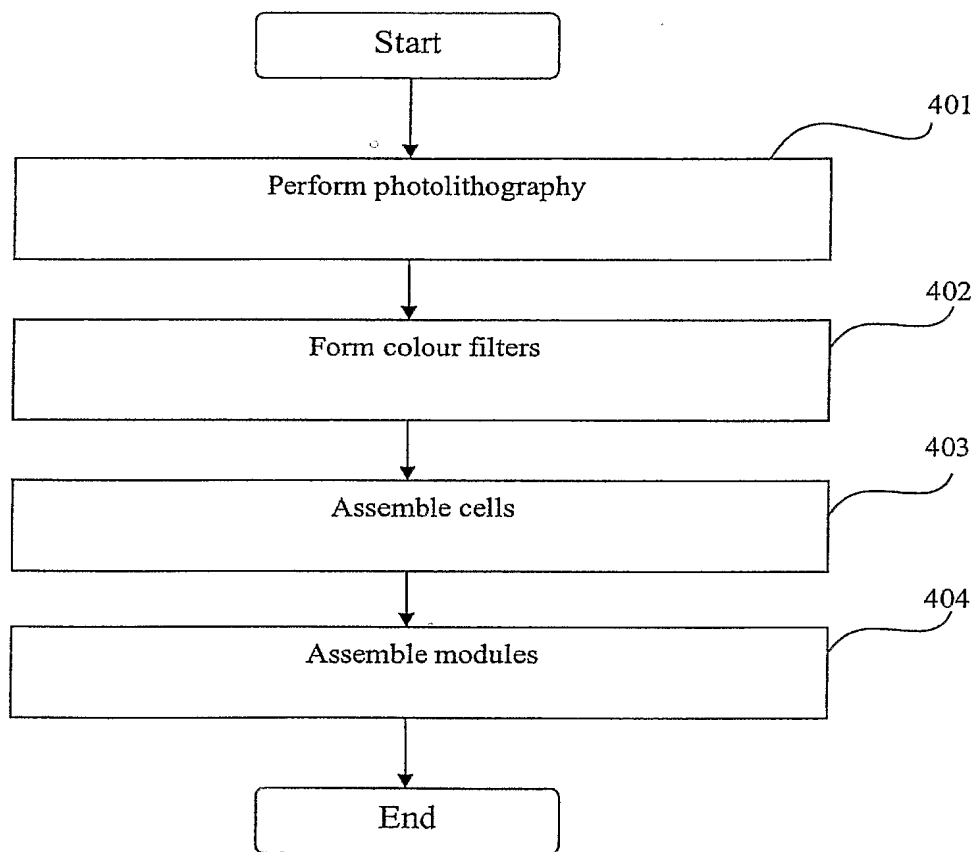 Start
401
Perform photolithography
402
Form colour filters
403
Assemble cells
404
Assemble modules
End